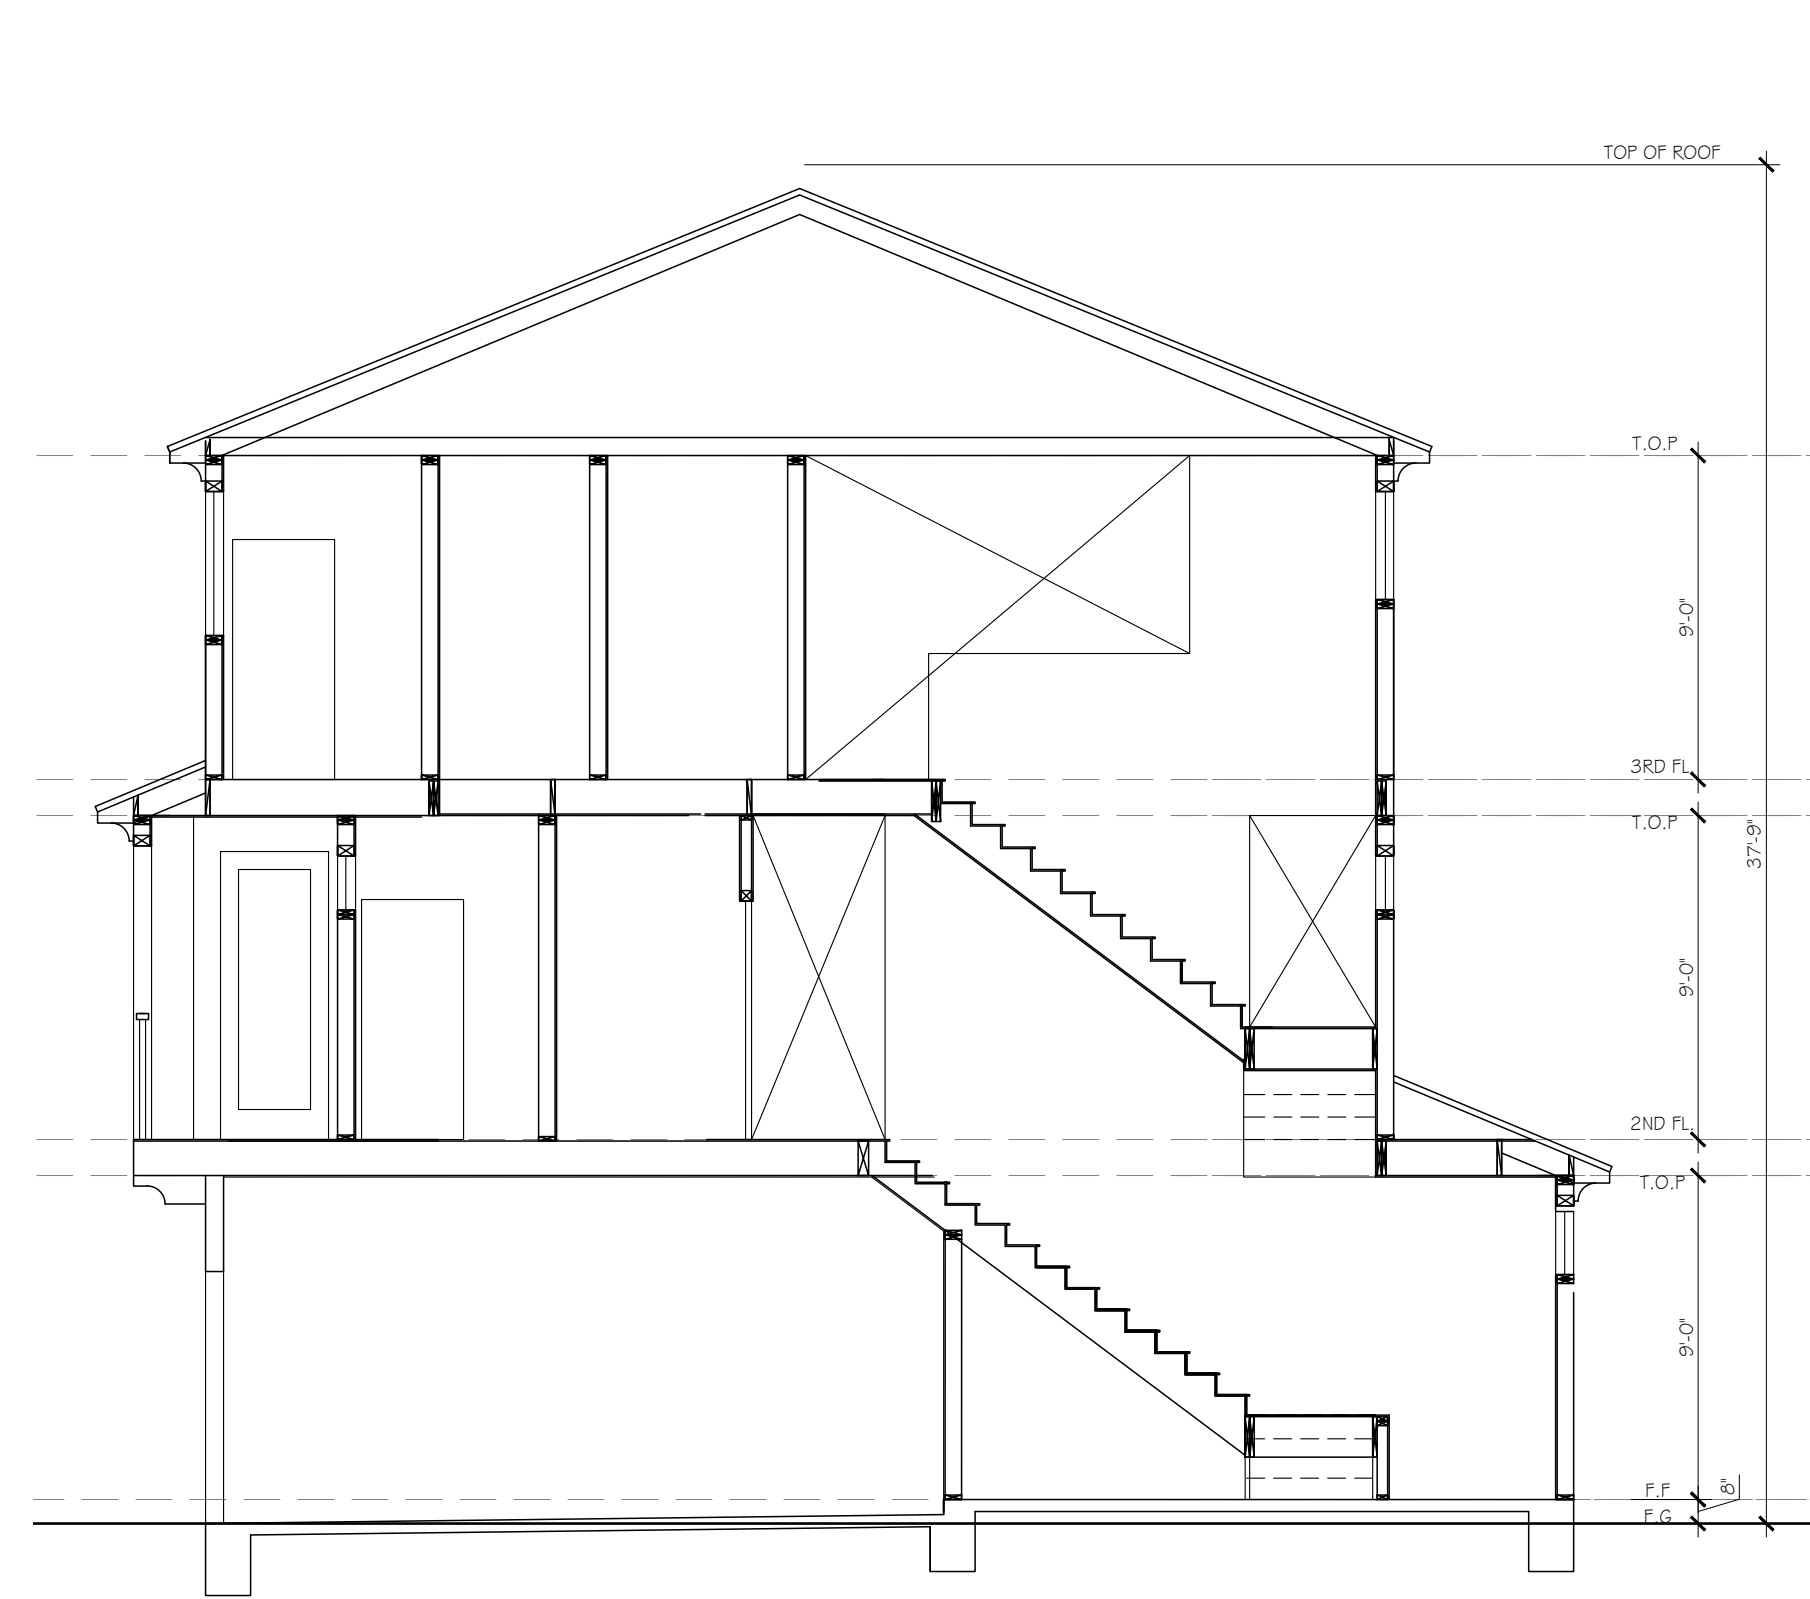 TOP OF ROOF
T.O.P
9'-0"
3RD FL.
T.O.P
37'-9"
9'-0"
2ND FL.
T.O.P
9'-0"
F.F
8"
F.G